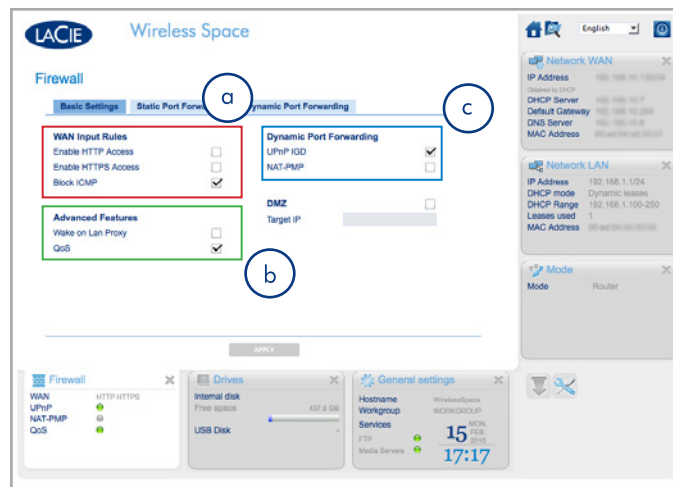 LACIE
Wireless Space
English
Firewall
Basic Settings
Static Port Forwa
ynamic Port Forwarding
a
c
WAN Input Rules
Enable HTTP Access
Enable HTTPS Access
Block ICMP
Dynamic Port Forwarding
UPnP IGD
NAT-PMP
Advanced Features
Wake on Lan Proxy
QoS
DMZ
Target IP
b
APPLY
Network WAN
IP Address
Obtained by DHCP
DHCP Server
Default Gateway
DNS Server
MAC Address
Network LAN
IP Address 192.168.1.1/24
DHCP mode Dynamic leases
DHCP Range 192.168.1.100-250
Leases used 1
MAC Address
Mode
Mode Router
Firewall
WAN HTTP HTTPS
UPnP
NAT-PMP
QoS
Drives
Internal disk
Free space 497.8 GB
USB Disk -
General settings
Hostname WirelessSpace
Workgroup WORKGROUP
Services
FTP
Media Servers
15 MON. FEB. 2010
17:17